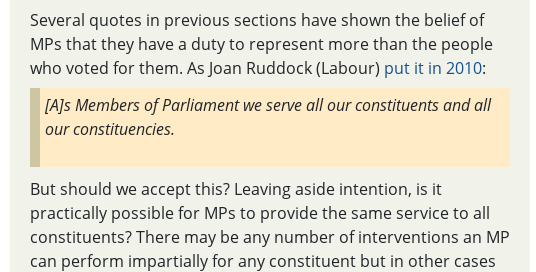 Several quotes in previous sections have shown the belief of
MPs that they have a duty to represent more than the people
who voted for them. As Joan Ruddock (Labour) put it in 2010:
[A]s Members of Parliament we serve all our constituents and all
our constituencies.
But should we accept this? Leaving aside intention, is it
practically possible for MPs to provide the same service to all
constituents? There may be any number of interventions an MP
can perform impartially for any constituent but in other cases